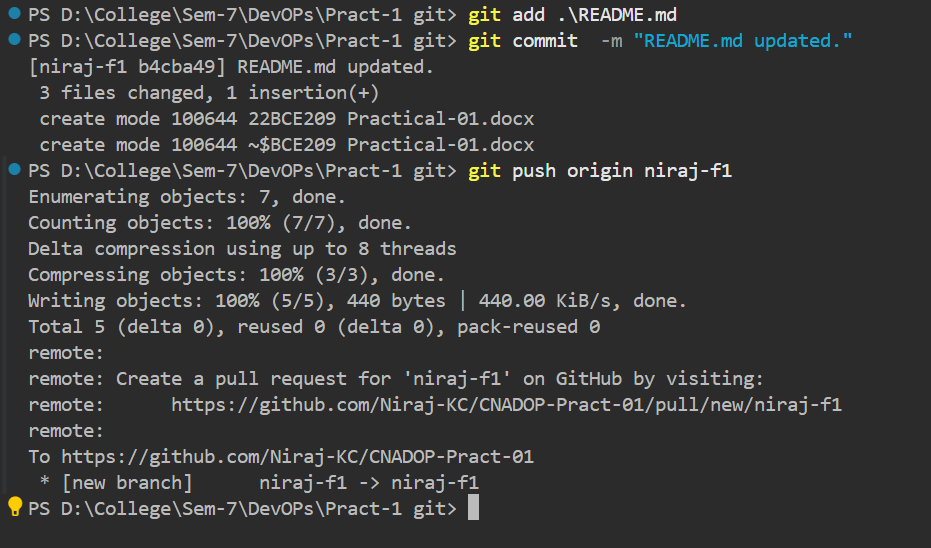 PS D:\College\Sem-7\DevOPs\Pract-1 git> git add .\README.md
PS D:\College\Sem-7\DevOPs\Pract-1 git> git commit  -m "README.md updated."
[niraj-f1 b4cba49] README.md updated.
 3 files changed, 1 insertion(+)
 create mode 100644 22BCE209 Practical-01.docx
 create mode 100644 ~$BCE209 Practical-01.docx
PS D:\College\Sem-7\DevOPs\Pract-1 git> git push origin niraj-f1
Enumerating objects: 7, done.
Counting objects: 100% (7/7), done.
Delta compression using up to 8 threads
Compressing objects: 100% (3/3), done.
Writing objects: 100% (5/5), 440 bytes | 440.00 KiB/s, done.
Total 5 (delta 0), reused 0 (delta 0), pack-reused 0
remote:
remote: Create a pull request for 'niraj-f1' on GitHub by visiting:
remote:      https://github.com/Niraj-KC/CNADOP-Pract-01/pull/new/niraj-f1
remote:
To https://github.com/Niraj-KC/CNADOP-Pract-01
 * [new branch]      niraj-f1 -> niraj-f1
PS D:\College\Sem-7\DevOPs\Pract-1 git>